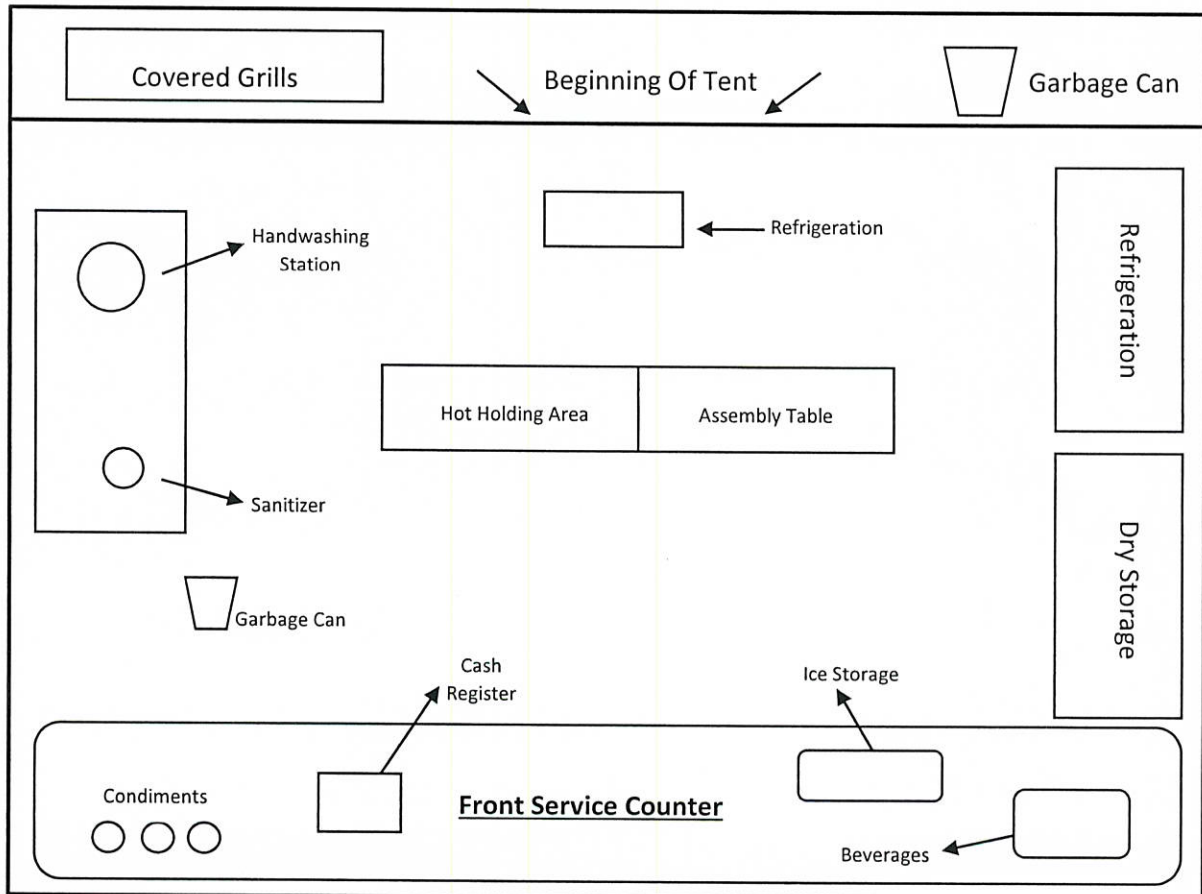 Covered Grills
Beginning Of Tent
Garbage Can
Handwashing
Station
Refrigeration
Refrigeration
Hot Holding Area
Assembly Table
Sanitizer
Dry Storage
Garbage Can
Cash
Register
Ice Storage
Condiments
Front Service Counter
Beverages